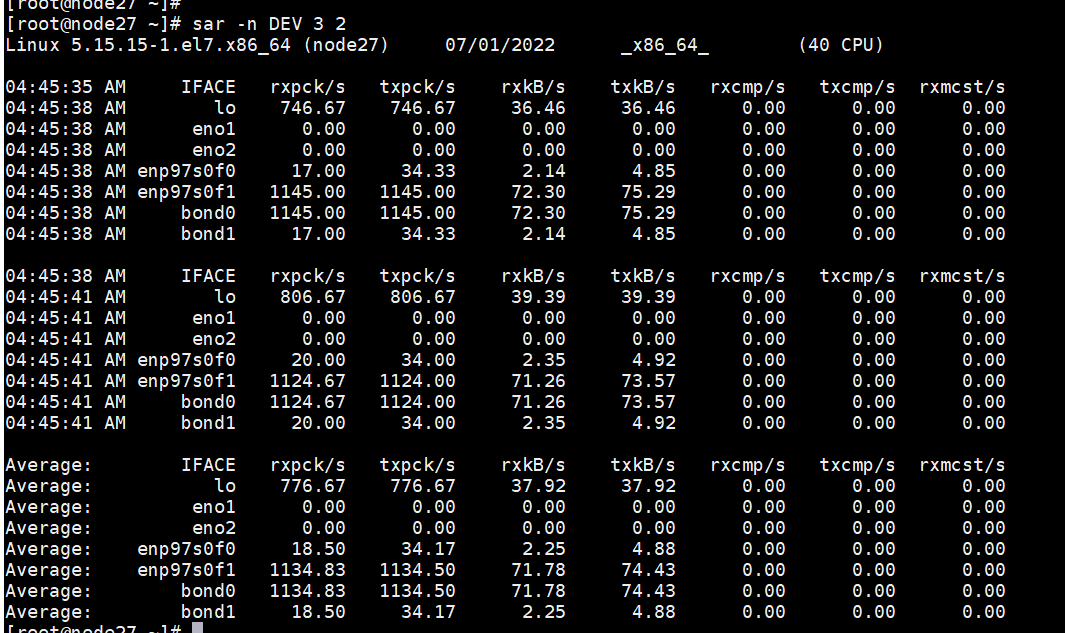 [root@node27 ~]#
[root@node27 ~]# sar -n DEV 3 2
Linux 5.15.15-1.el7.x86_64 (node27)     07/01/2022      _x86_64_        (40 CPU)
04:45:35 AM     IFACE   rxpck/s   txpck/s    rxkB/s    txkB/s   rxcmp/s   txcmp/s  rxmcst/s
04:45:38 AM        lo    746.67    746.67     36.46     36.46      0.00      0.00      0.00
04:45:38 AM      eno1      0.00      0.00      0.00      0.00      0.00      0.00      0.00
04:45:38 AM      eno2      0.00      0.00      0.00      0.00      0.00      0.00      0.00
04:45:38 AM enp97s0f0     17.00     34.33      2.14      4.85      0.00      0.00      0.00
04:45:38 AM enp97s0f1   1145.00   1145.00     72.30     75.29      0.00      0.00      0.00
04:45:38 AM     bond0   1145.00   1145.00     72.30     75.29      0.00      0.00      0.00
04:45:38 AM     bond1     17.00     34.33      2.14      4.85      0.00      0.00      0.00
04:45:38 AM     IFACE   rxpck/s   txpck/s    rxkB/s    txkB/s   rxcmp/s   txcmp/s  rxmcst/s
04:45:41 AM        lo    806.67    806.67     39.39     39.39      0.00      0.00      0.00
04:45:41 AM      eno1      0.00      0.00      0.00      0.00      0.00      0.00      0.00
04:45:41 AM      eno2      0.00      0.00      0.00      0.00      0.00      0.00      0.00
04:45:41 AM enp97s0f0     20.00     34.00      2.35      4.92      0.00      0.00      0.00
04:45:41 AM enp97s0f1   1124.67   1124.00     71.26     73.57      0.00      0.00      0.00
04:45:41 AM     bond0   1124.67   1124.00     71.26     73.57      0.00      0.00      0.00
04:45:41 AM     bond1     20.00     34.00      2.35      4.92      0.00      0.00      0.00
Average:        IFACE   rxpck/s   txpck/s    rxkB/s    txkB/s   rxcmp/s   txcmp/s  rxmcst/s
Average:           lo    776.67    776.67     37.92     37.92      0.00      0.00      0.00
Average:         eno1      0.00      0.00      0.00      0.00      0.00      0.00      0.00
Average:         eno2      0.00      0.00      0.00      0.00      0.00      0.00      0.00
Average:    enp97s0f0     18.50     34.17      2.25      4.88      0.00      0.00      0.00
Average:    enp97s0f1   1134.83   1134.50     71.78     74.43      0.00      0.00      0.00
Average:        bond0   1134.83   1134.50     71.78     74.43      0.00      0.00      0.00
Average:        bond1     18.50     34.17      2.25      4.88      0.00      0.00      0.00
[root@node27 ~]#